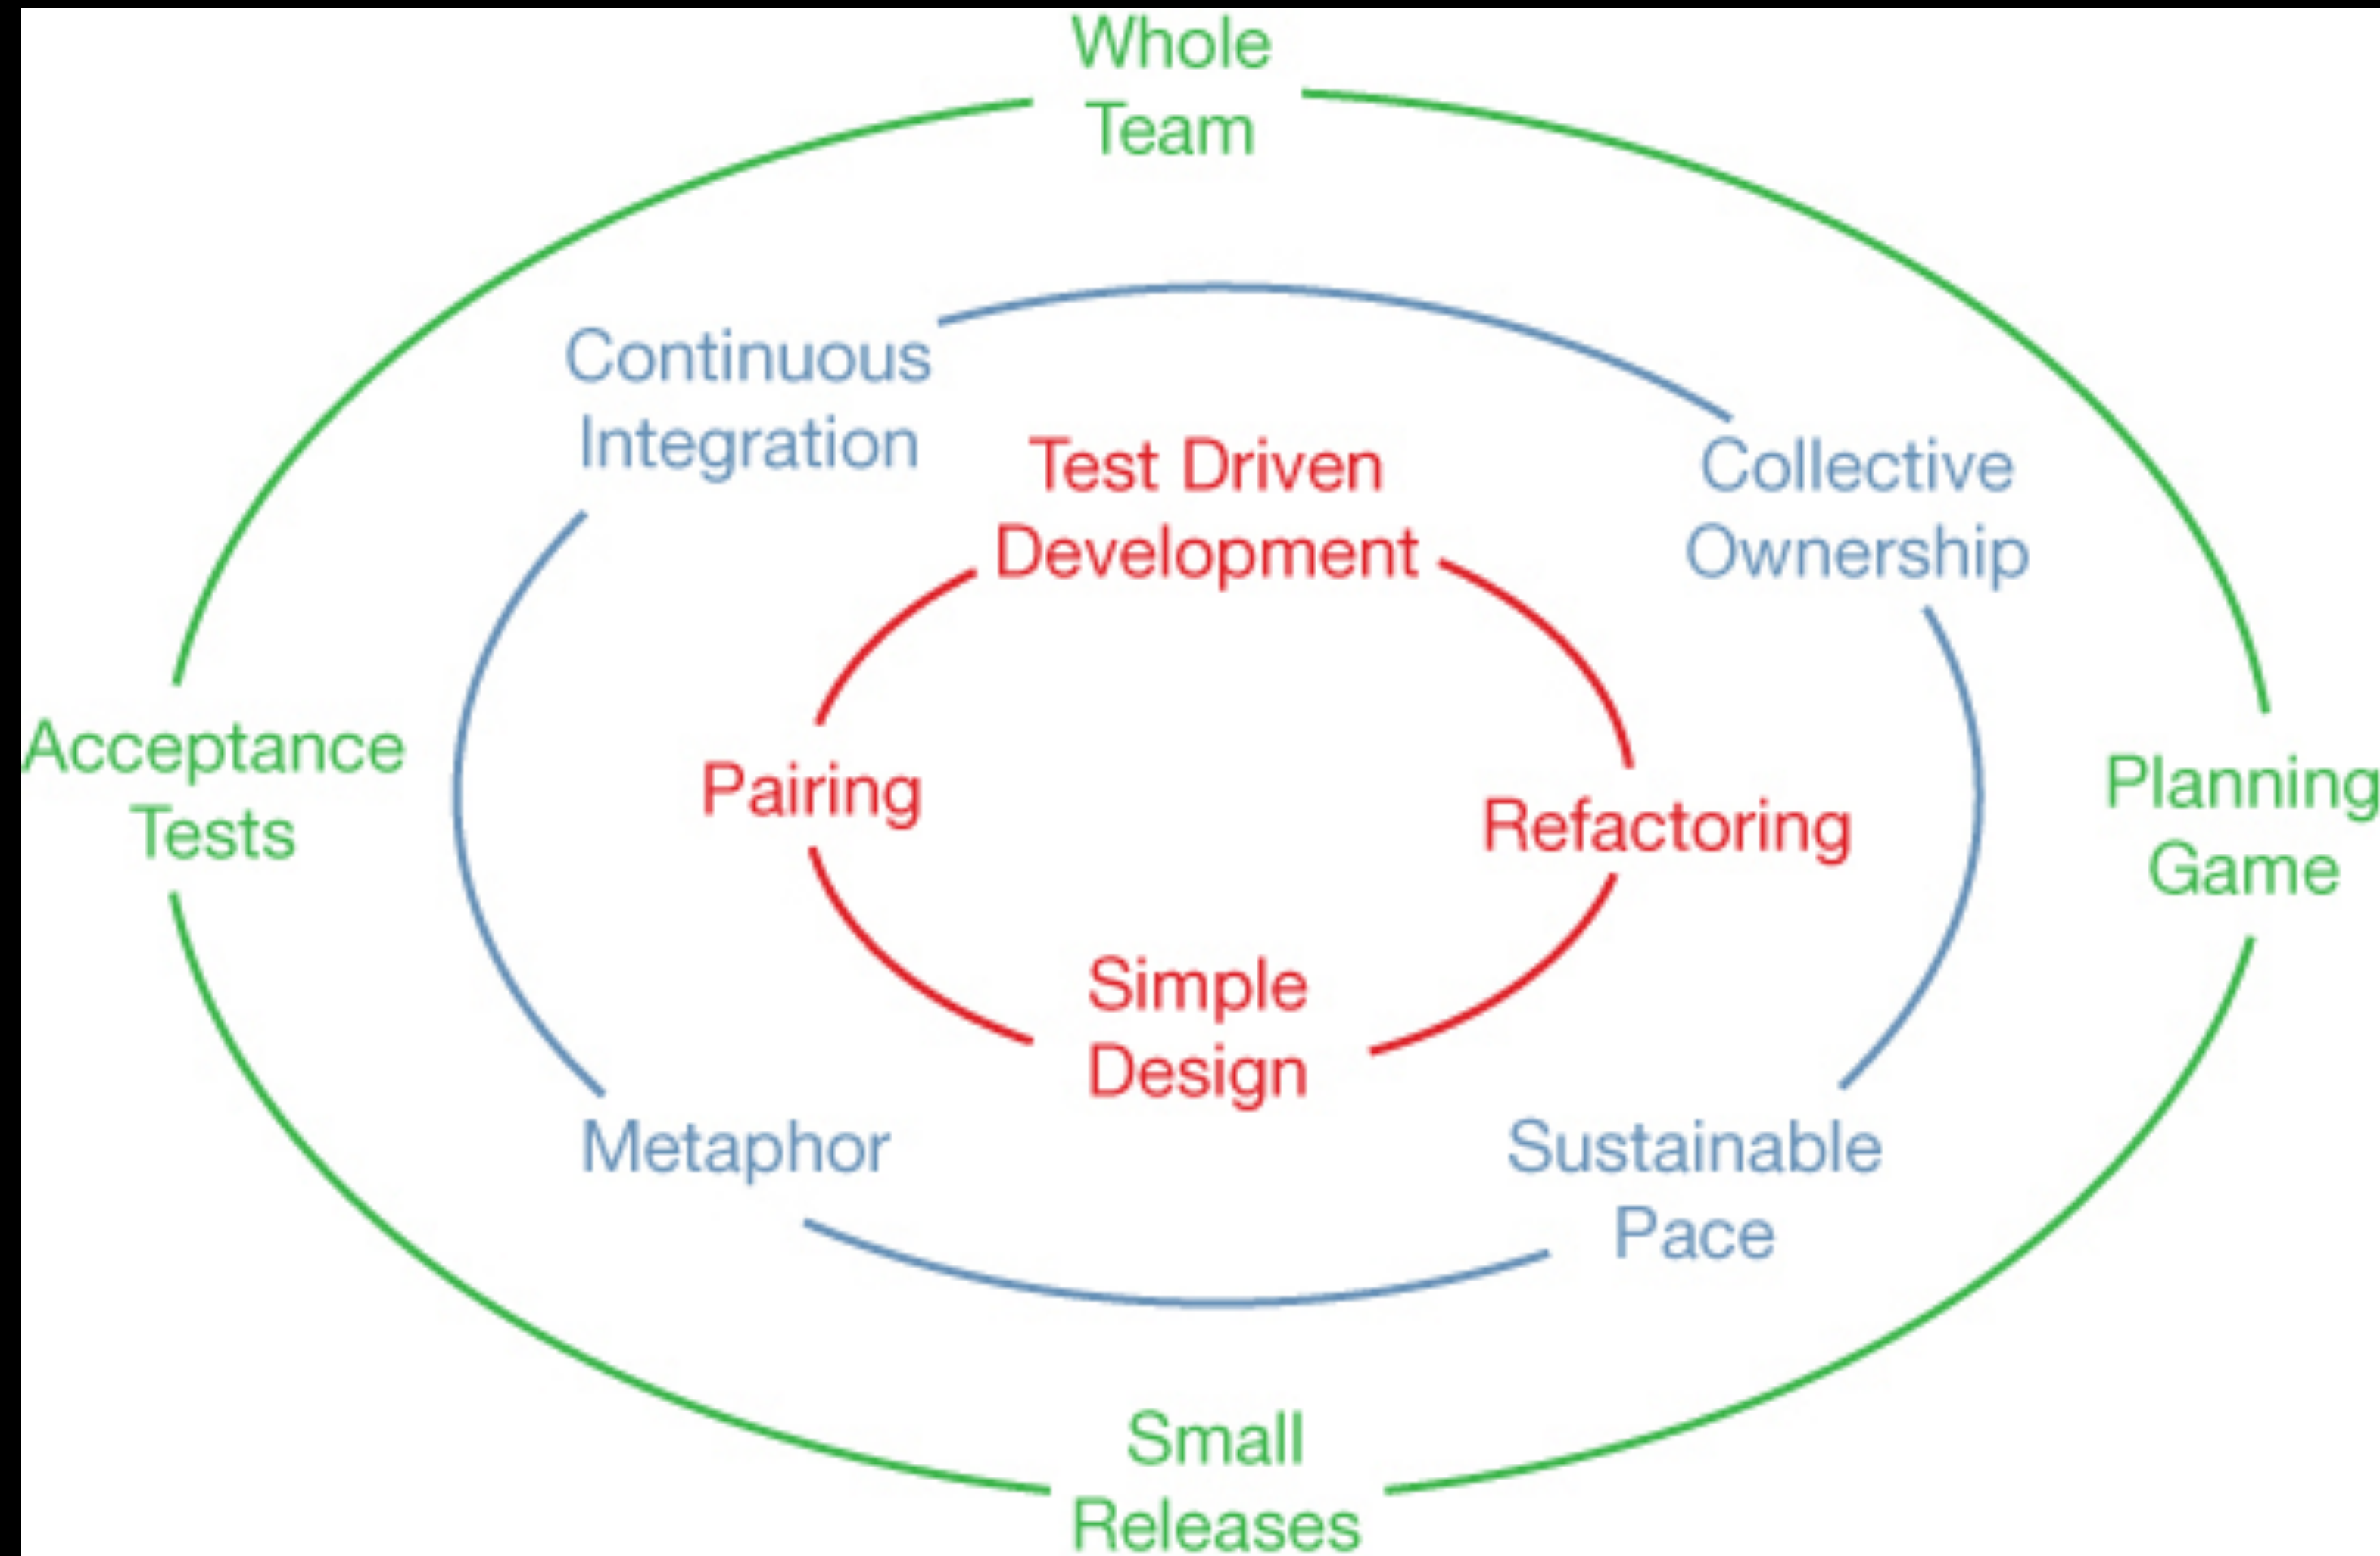 Whole
Team
Continuous
Integration
Test Driven
Development
Collective
Ownership
Acceptance
Tests
Pairing
Refactoring
Planning
Game
Simple
Design
Metaphor
Sustainable
Pace
Small
Releases